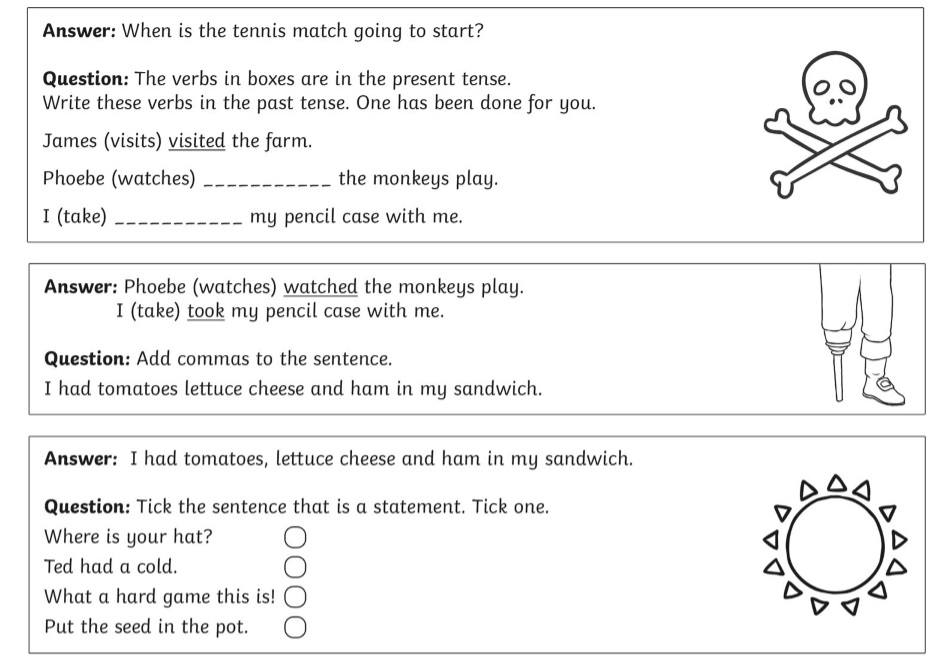 Answer: When is the tennis match going to start?
Question: The verbs in boxes are in the present tense.
Write these verbs in the past tense. One has been done for you.
James (visits) visited the farm.
Phoebe (watches) ___________ the monkeys play.
I (take) ___________ my pencil case with me.
Answer: Phoebe (watches) watched the monkeys play.
I (take) took my pencil case with me.
Question: Add commas to the sentence.
I had tomatoes lettuce cheese and ham in my sandwich.
Answer: I had tomatoes, lettuce cheese and ham in my sandwich.
Question: Tick the sentence that is a statement. Tick one.
Where is your hat?
Ted had a cold.
What a hard game this is!
Put the seed in the pot.